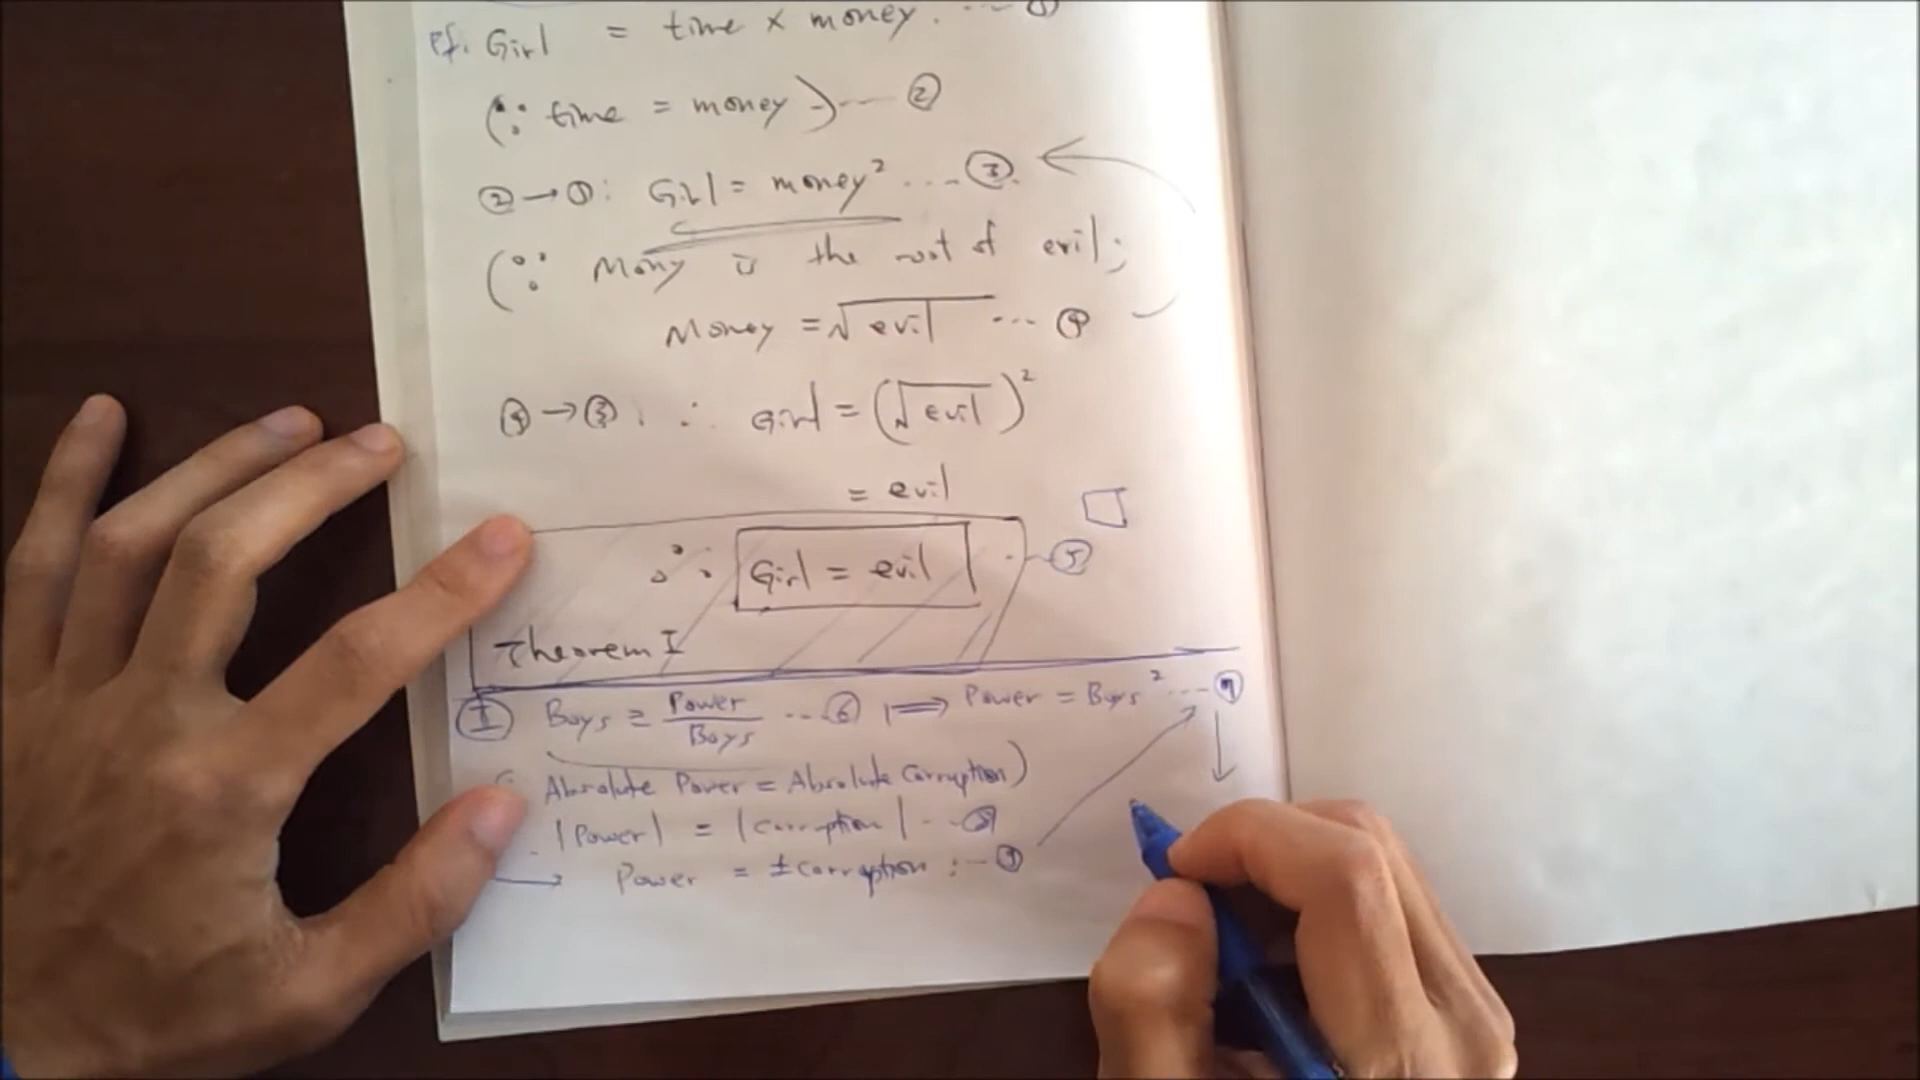 Pf. Girl = time × money. ... ①
(∵ time = money) ... ②
② → ①: Girl = money² .... ③
(∵ Mony is the root of evil;
Money = √evil ... ④
④ → ③: ∴ Girl = (√evil)²
= evil
∴ Girl = evil ⑤
Theorem I
Ⅱ Boys = Power/Boys ... ⑥ ⟹ Power = Boys² ... ⑦
Absolute Power = Absolute Corruption)
|Power| = |corruption| ... ⑧
→ Power = ±corruption ... ⑨